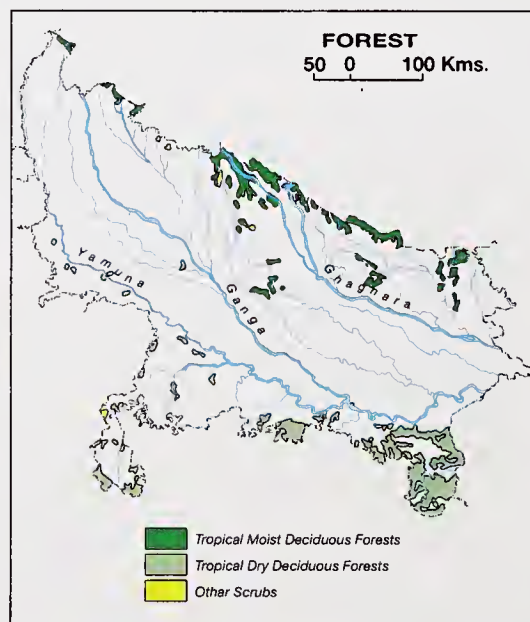 FOREST
50 0 100 Kms.
Yamuna
Ganga
Ghaghara
Tropical Moist Deciduous Forests
Tropical Dry Deciduous Forests
Othar Scrubs